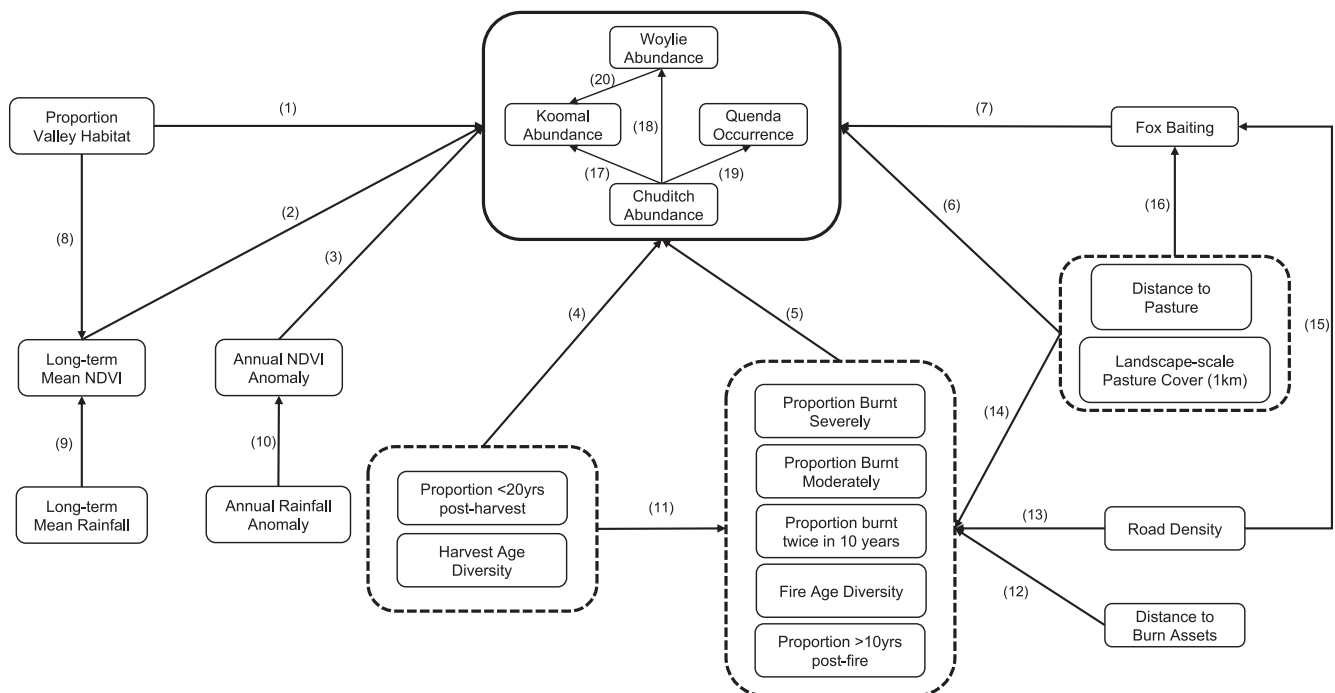 Woylie
Abundance
(20)
Koomal
Abundance
(18)
Quenda
Occurrence
(17)
(19)
Chuditch
Abundance
Proportion
Valley Habitat
(1)
(7)
Fox Baiting
(2)
(3)
(6)
(8)
(16)
(4)
(5)
Distance to
Pasture
Landscape-scale
Pasture Cover (1km)
(15)
Long-term
Mean NDVI
Annual NDVI
Anomaly
(9)
(10)
(14)
Long-term
Mean Rainfall
Annual Rainfall
Anomaly
Proportion <20yrs
post-harvest
Harvest Age
Diversity
(11)
Proportion Burnt
Severely
Proportion Burnt
Moderately
Proportion burnt
twice in 10 years
Fire Age Diversity
Proportion >10yrs
post-fire
(13)
Road Density
(12)
Distance to
Burn Assets